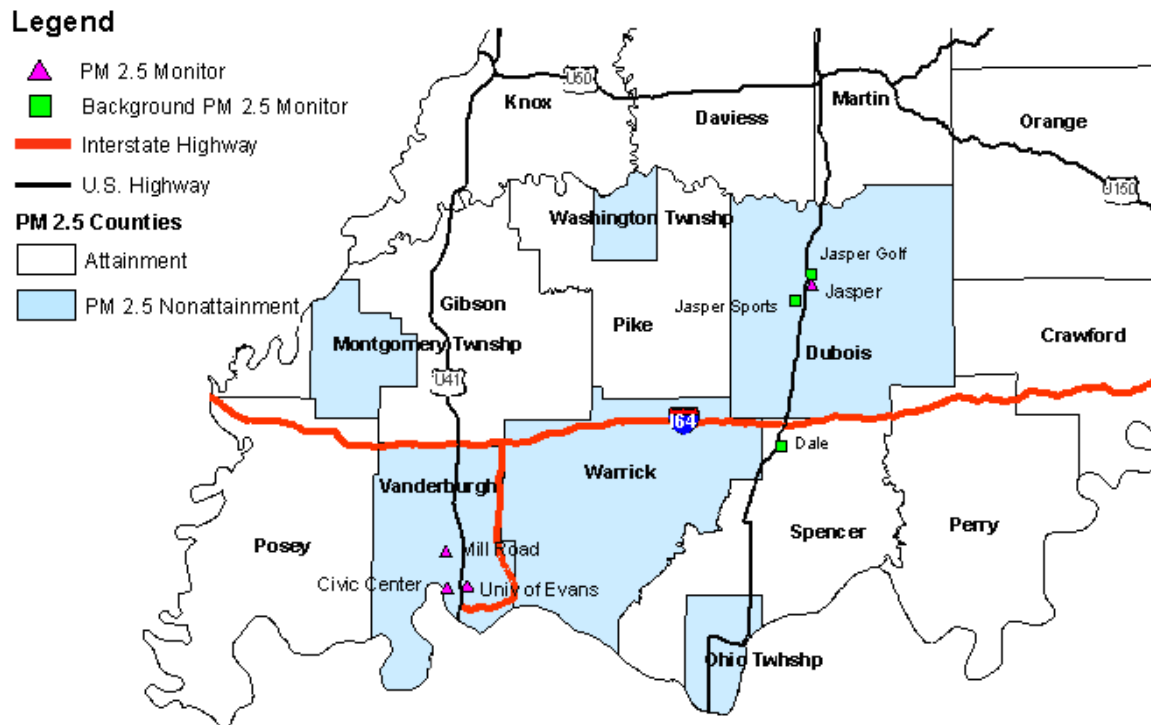 Legend
PM 2.5 Monitor
Background PM 2.5 Monitor
Interstate Highway
U.S. Highway
PM 2.5 Counties
Attainment
PM 2.5 Nonattainment
U50
Knox
Daviess
Martin
Orange
U150
Washington Twnshp
Jasper Golf
Jasper
Jasper Sports
Gibson
Pike
Dubois
Crawford
Montgomery Twnshp
U41
I64
Dale
Vanderburgh
Warrick
Spencer
Perry
Posey
Mill Road
Civic Center
Univ of Evans
Ohio Twhshp